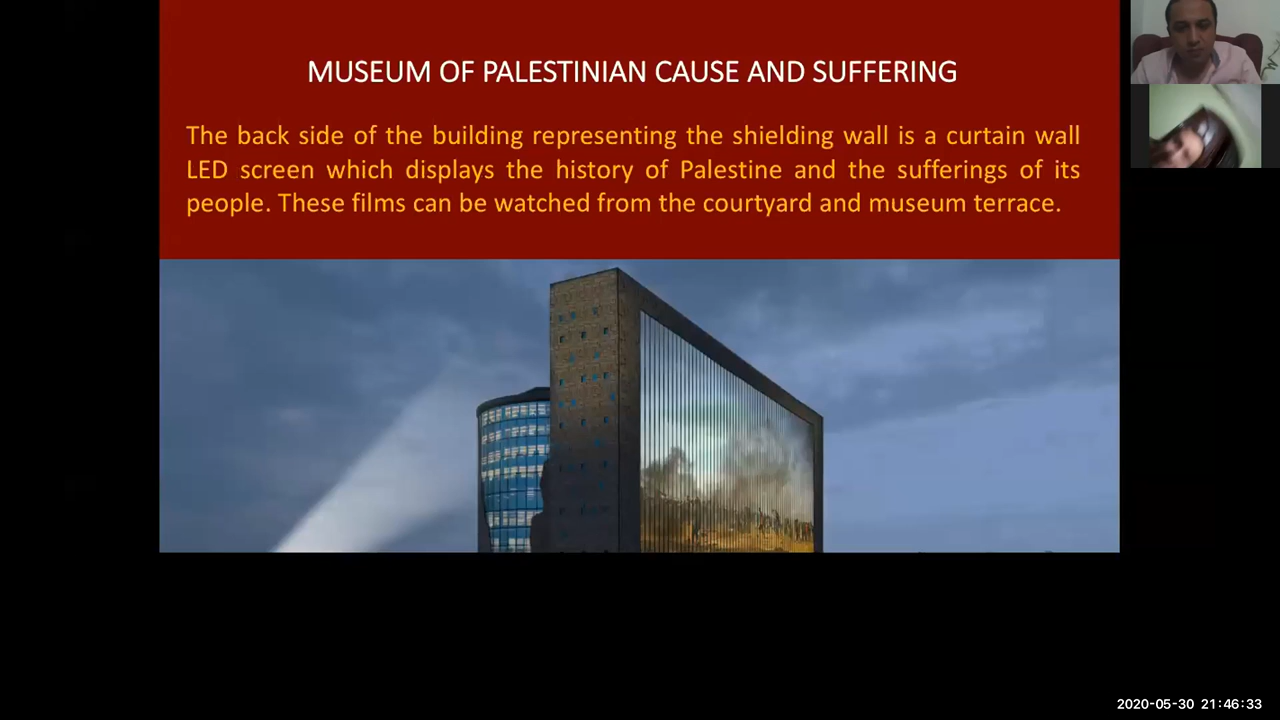 MUSEUM OF PALESTINIAN CAUSE AND SUFFERING
The back side of the building representing the shielding wall is a curtain wall
LED screen which displays the history of Palestine and the sufferings of its
people. These films can be watched from the courtyard and museum terrace.
2020-05-30 21:46:33